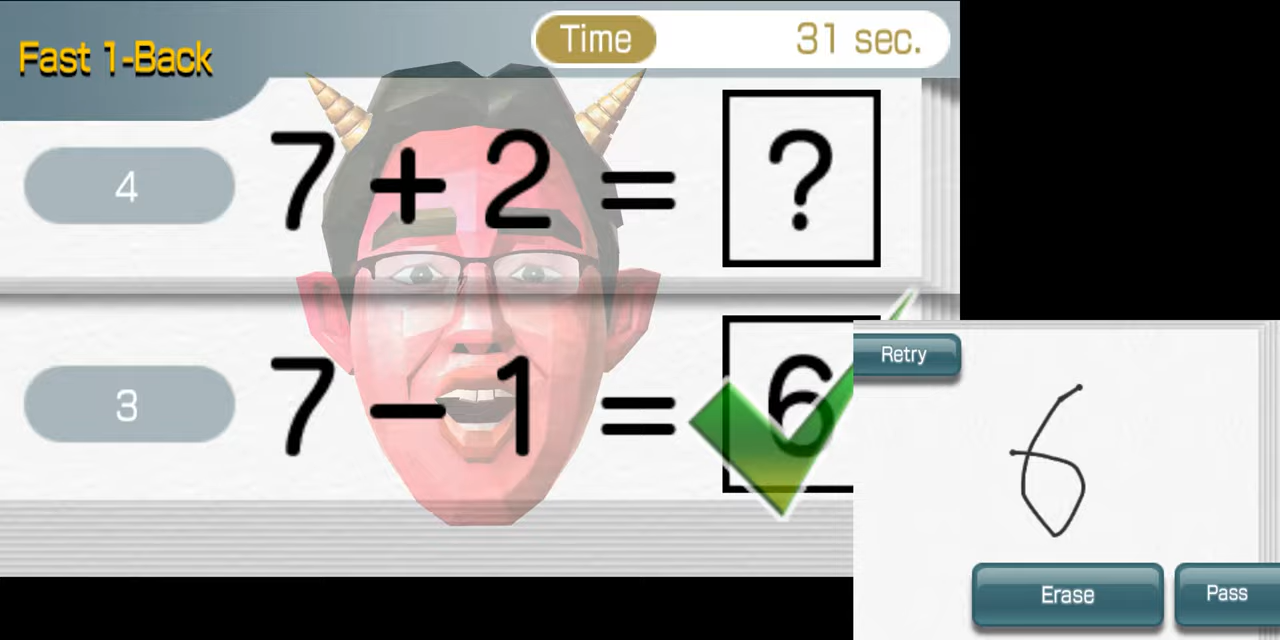 Fast 1-Back
Time 31 sec.
4 7 + 2 = ?
3 7 − 1 = 6
Retry
6
Erase Pass